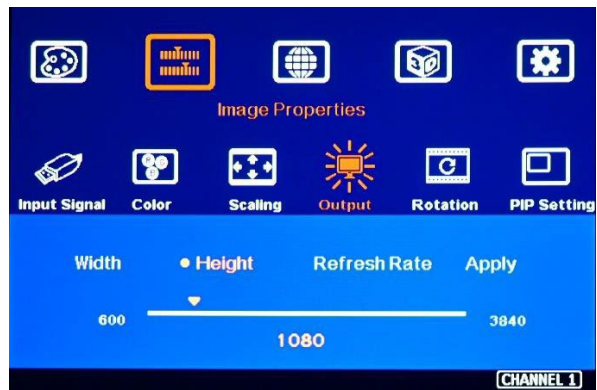 Image Properties
Input Signal Color Scaling Output Rotation PIP Setting
Width Height Refresh Rate Apply
600 3840
1080
CHANNEL 1